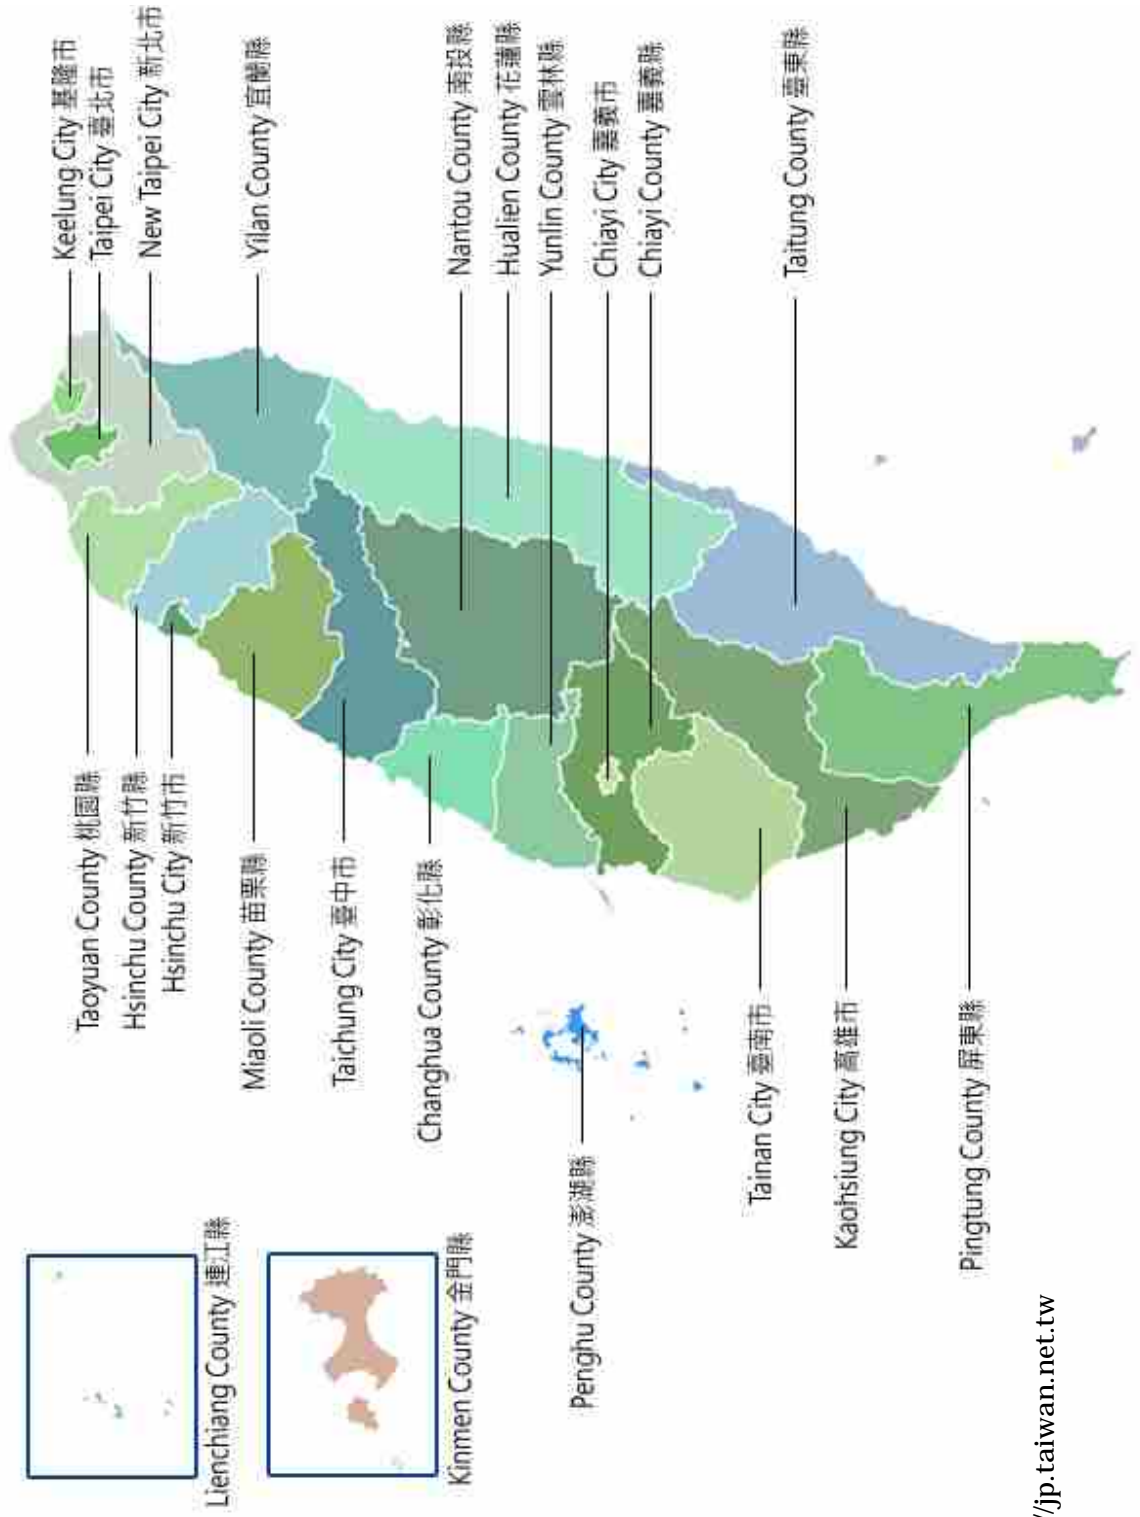 Keelung City 基隆市
Taipei City 臺北市
New Taipei City 新北市
Yilan County 宜蘭縣
Nantou County 南投縣
Hualien County 花蓮縣
Yunlin County 雲林縣
Chiayi City 嘉義市
Chiayi County 嘉義縣
Taitung County 臺東縣
Taoyuan County 桃園縣
Hsinchu County 新竹縣
Hsinchu City 新竹市
Miaoli County 苗栗縣
Taichung City 臺中市
Changhua County 彰化縣
Penghu County 澎湖縣
Tainan City 臺南市
Kaohsiung City 高雄市
Pingtung County 屏東縣
Lienchiang County 連江縣
Kinmen County 金門縣
//jp.taiwan.net.tw